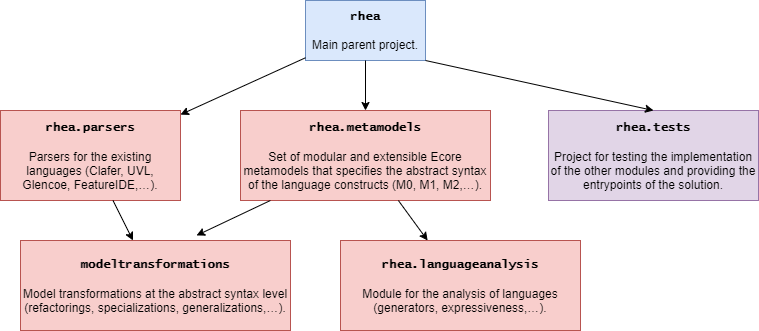 rhea
Main parent project.
rhea.parsers
Parsers for the existing
languages (Clafer, UVL,
Glencoe, FeatureIDE,...).
rhea.metamodels
Set of modular and extensible Ecore
metamodels that specifies the abstract syntax
of the language constructs (M0, M1, M2,...).
rhea.tests
Project for testing the implementation
of the other modules and providing the
entrypoints of the solution.
modeltransformations
Model transformations at the abstract syntax level
(refactorings, specializations, generalizations,...).
rhea.languageanalysis
Module for the analysis of languages
(generators, expressiveness,...).